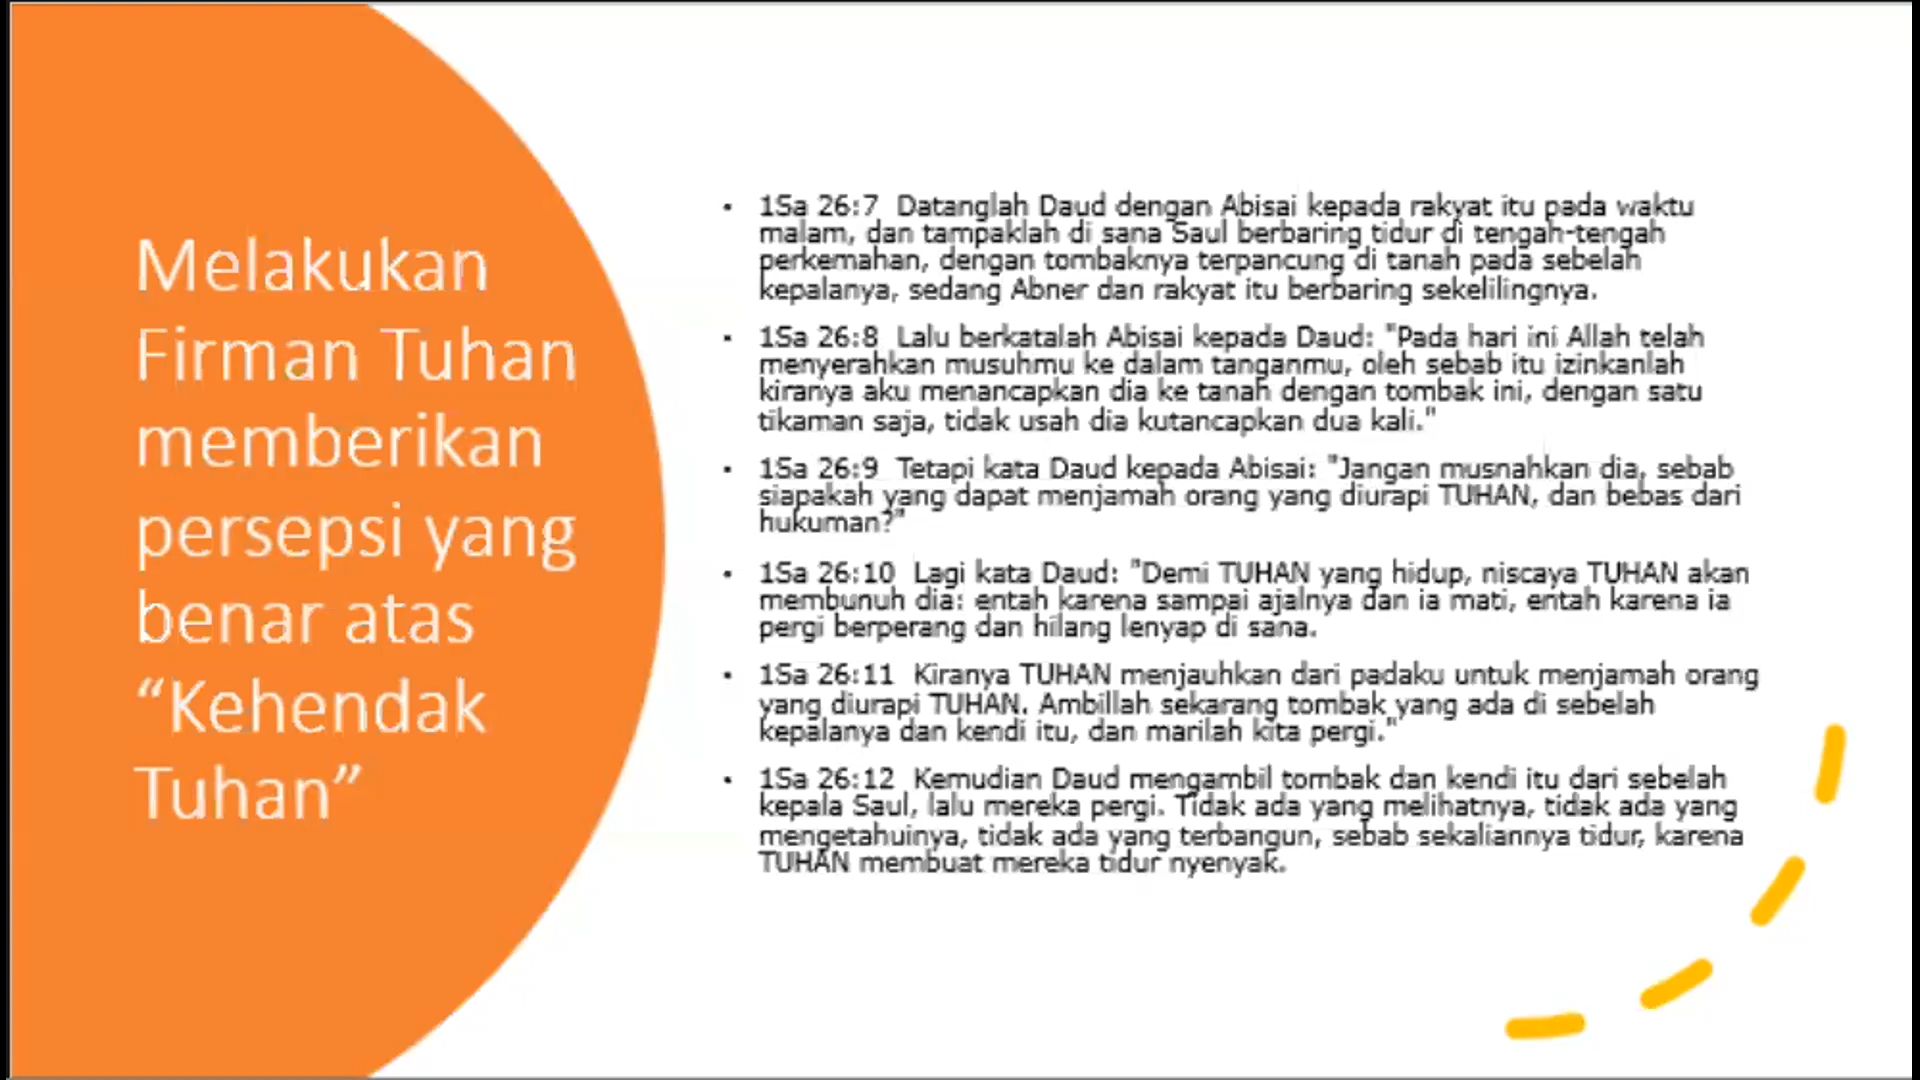 Melakukan
Firman Tuhan
memberikan
persepsi yang
benar atas
“Kehendak
Tuhan”
• 1Sa 26:7  Datanglah Daud dengan Abisai kepada rakyat itu pada waktu
malam, dan tampaklah di sana Saul berbaring tidur di tengah-tengah
perkemahan, dengan tombaknya terpancung di tanah pada sebelah
kepalanya, sedang Abner dan rakyat itu berbaring sekelilingnya.
• 1Sa 26:8  Lalu berkatalah Abisai kepada Daud: "Pada hari ini Allah telah
menyerahkan musuhmu ke dalam tanganmu, oleh sebab itu izinkanlah
kiranya aku menancapkan dia ke tanah dengan tombak ini, dengan satu
tikaman saja, tidak usah dia kutancapkan dua kali."
• 1Sa 26:9  Tetapi kata Daud kepada Abisai: "Jangan musnahkan dia, sebab
siapakah yang dapat menjamah orang yang diurapi TUHAN, dan bebas dari
hukuman?"
• 1Sa 26:10  Lagi kata Daud: "Demi TUHAN yang hidup, niscaya TUHAN akan
membunuh dia: entah karena sampai ajalnya dan ia mati, entah karena ia
pergi berperang dan hilang lenyap di sana.
• 1Sa 26:11  Kiranya TUHAN menjauhkan dari padaku untuk menjamah orang
yang diurapi TUHAN. Ambillah sekarang tombak yang ada di sebelah
kepalanya dan kendi itu, dan marilah kita pergi."
• 1Sa 26:12  Kemudian Daud mengambil tombak dan kendi itu dari sebelah
kepala Saul, lalu mereka pergi. Tidak ada yang melihatnya, tidak ada yang
mengetahuinya, tidak ada yang terbangun, sebab sekaliannya tidur, karena
TUHAN membuat mereka tidur nyenyak.